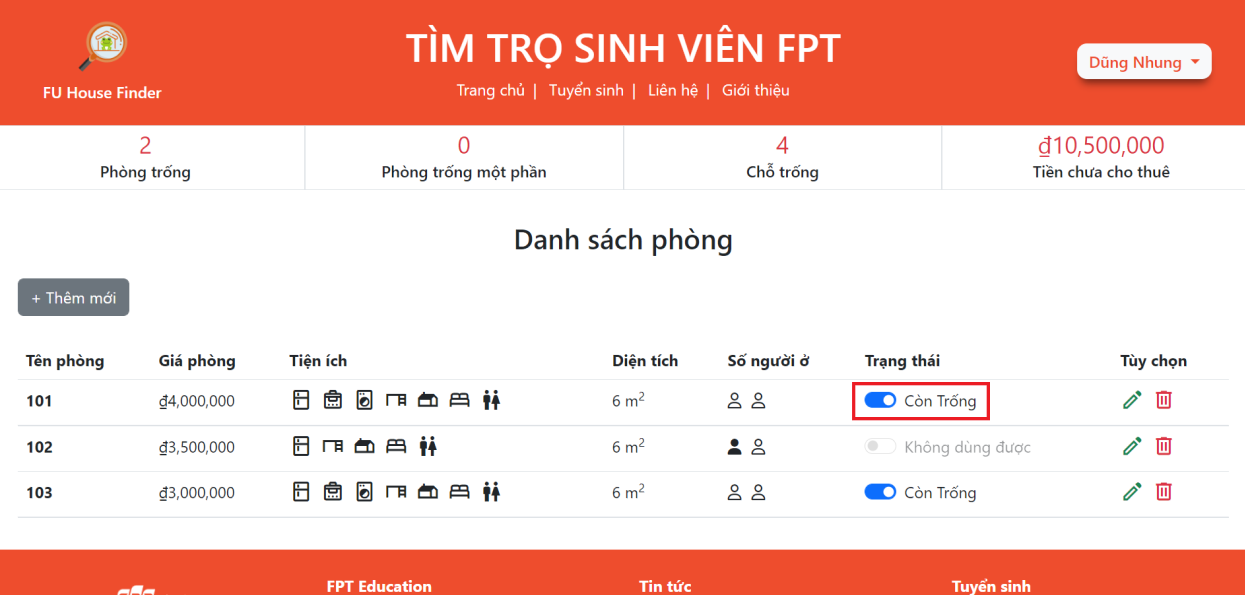 TÌM TRỌ SINH VIÊN FPT
FU House Finder
Trang chủ | Tuyển sinh | Liên hệ | Giới thiệu
Dũng Nhung
2
Phòng trống
0
Phòng trống một phần
4
Chỗ trống
₫10,500,000
Tiền chưa cho thuê
Danh sách phòng
+ Thêm mới
Tên phòng Giá phòng Tiện ích Diện tích Số người ở Trạng thái Tùy chọn
101 ₫4,000,000 6 m² Còn Trống
102 ₫3,500,000 6 m² Không dùng được
103 ₫3,000,000 6 m² Còn Trống
FPT Education Tin tức Tuyển sinh